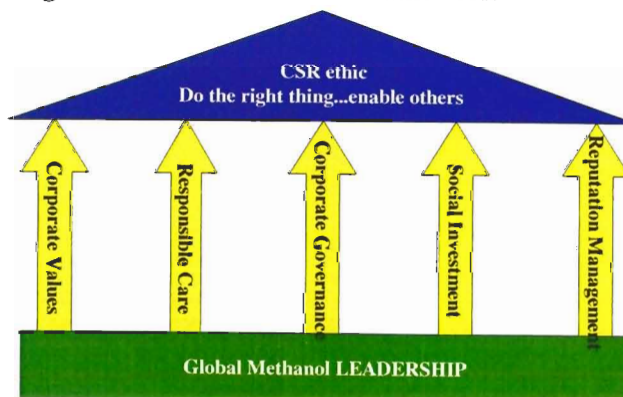 CSR ethic
Do the right thing...enable others
Corporate Values
Responsible Care
Corporate Governance
Social Investment
Reputation Management
Global Methanol LEADERSHIP